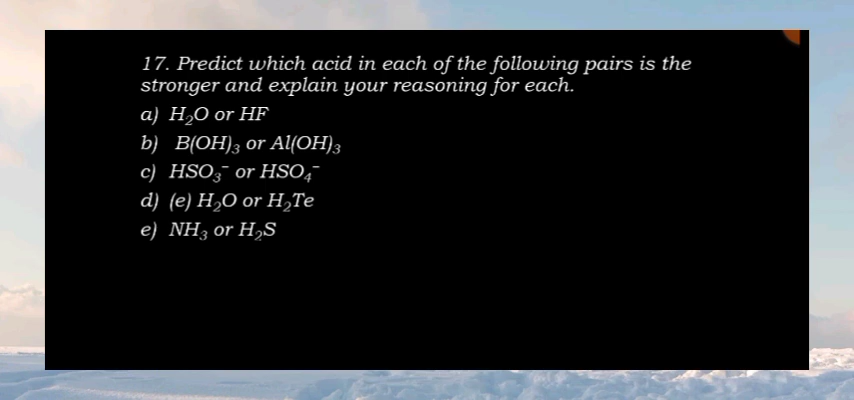 17. Predict which acid in each of the following pairs is the
stronger and explain your reasoning for each.
a) H₂O or HF
b) B(OH)₃ or Al(OH)₃
c) HSO₃⁻ or HSO₄⁻
d) (e) H₂O or H₂Te
e) NH₃ or H₂S